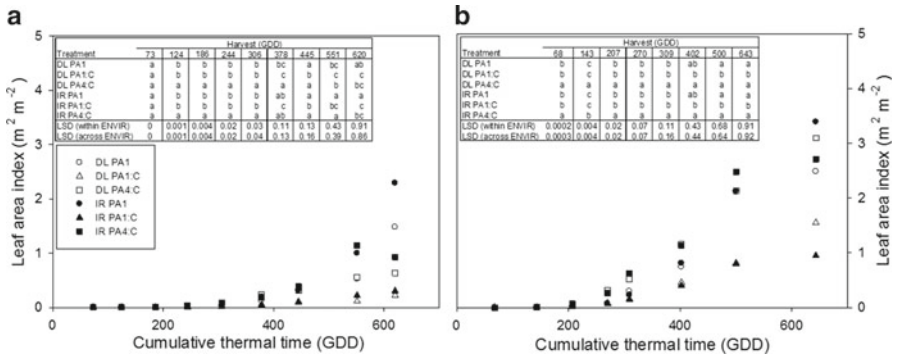 a
Harvest (GDD)
Treatment 73 124 186 244 306 378 445 551 620
DL PA1 a b b b b bc a bc ab
DL PA1:C a b b b b c b c bc
DL PA4:C a a a a a a a b bc
IR PA1 a b b b b ab a a a
IR PA1:C a b b b b c b bc c
IR PA4:C a a a a a ab a a bc
LSD (within ENVIR) 0 0.001 0.004 0.02 0.03 0.11 0.13 0.43 0.91
LSD (across ENVIR) 0 0.001 0.004 0.02 0.04 0.13 0.16 0.39 0.86
DL PA1
DL PA1:C
DL PA4:C
IR PA1
IR PA1:C
IR PA4:C
Leaf area index (m² m⁻²)
5
4
3
2
1
0
0 200 400 600 800
Cumulative thermal time (GDD)
b
Harvest (GDD)
Treatment 68 143 207 270 309 402 500 643
DL PA1 b c b b b ab a a
DL PA1:C b c b b b b b b
DL PA4:C a a a a a a a a
IR PA1 b c b b b ab a a
IR PA1:C b c b b b b b b
IR PA4:C a b a a a a a a
LSD (within ENVIR) 0.0002 0.004 0.02 0.07 0.11 0.43 0.68 0.91
LSD (across ENVIR) 0.0003 0.004 0.02 0.07 0.16 0.44 0.64 0.92
5
4
3
2
1
0
Leaf area index (m² m⁻²)
0 200 400 600 800
Cumulative thermal time (GDD)